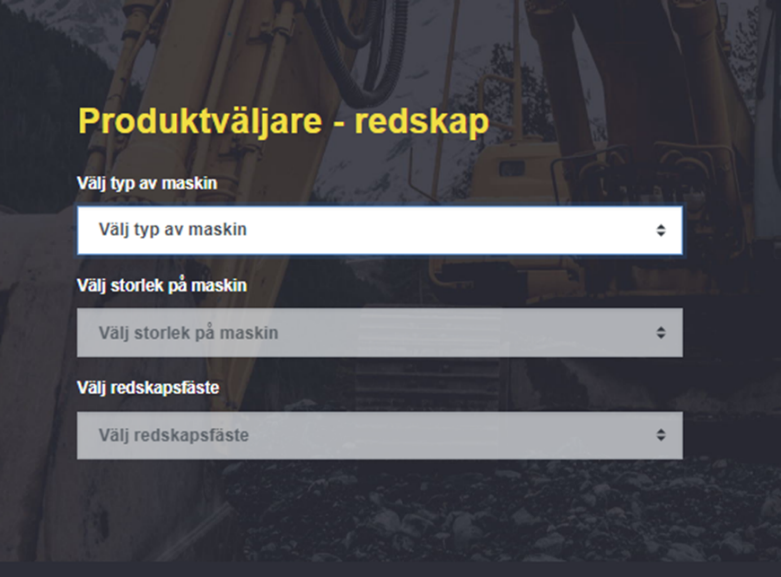 Produktväljare - redskap
Välj typ av maskin
Välj typ av maskin
Välj storlek på maskin
Välj storlek på maskin
Välj redskapsfäste
Välj redskapsfäste